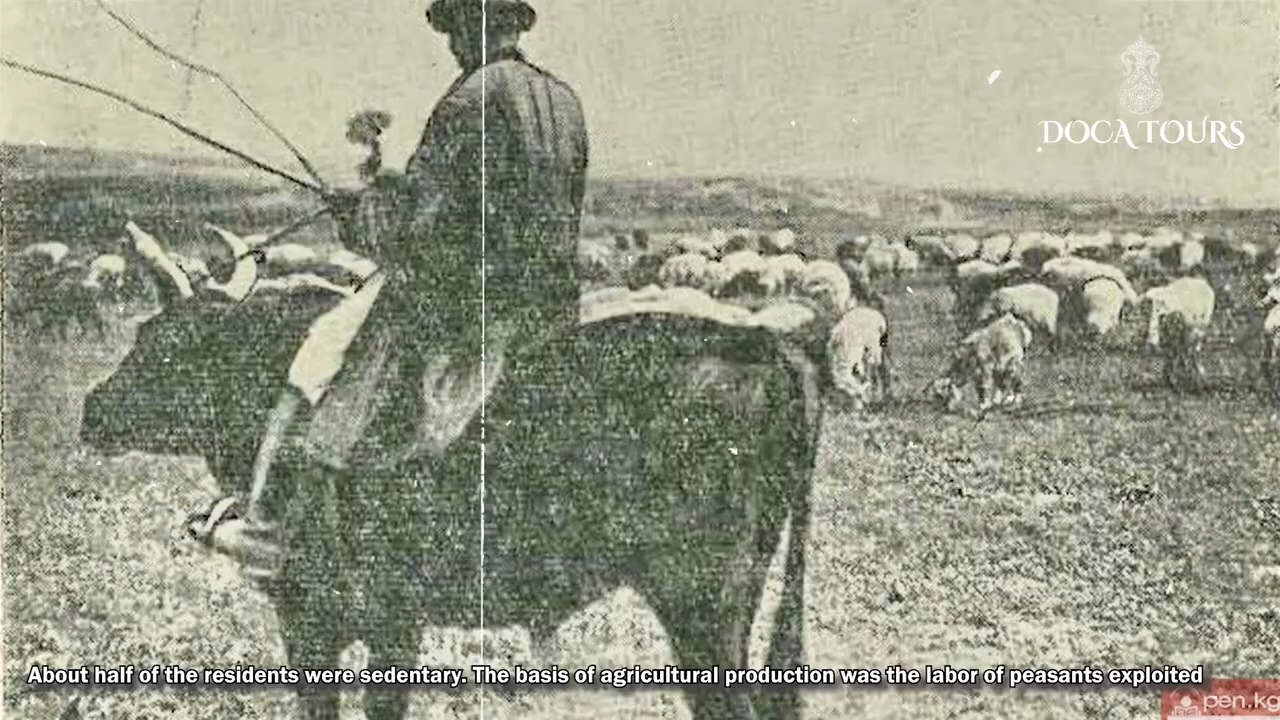 DOCA TOURS
About half of the residents were sedentary. The basis of agricultural production was the labor of peasants exploited
pen.kg